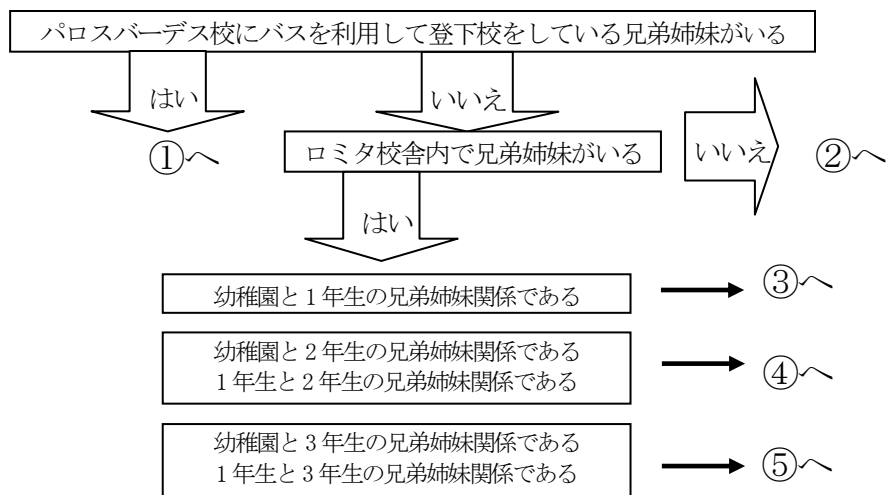 パロスバーデス校にバスを利用して登下校をしている兄弟姉妹がいる
はい
いいえ
①へ
ロミタ校舎内で兄弟姉妹がいる
いいえ
②へ
はい
幼稚園と1年生の兄弟姉妹関係である
③へ
幼稚園と2年生の兄弟姉妹関係である
1年生と2年生の兄弟姉妹関係である
④へ
幼稚園と3年生の兄弟姉妹関係である
1年生と3年生の兄弟姉妹関係である
⑤へ